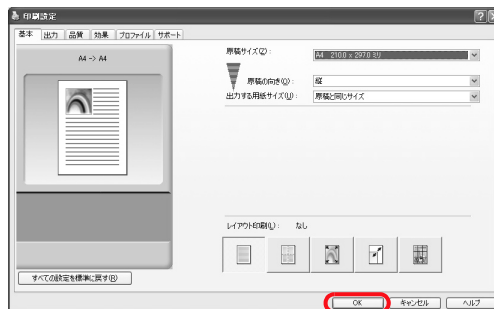 印刷設定
基本 出力 品質 効果 プロファイル サポート
A4 -> A4
原稿サイズ(Z):
A4 2100 x 2970 ミリ
原稿の向き(Q):
縦
出力する用紙サイズ(U):
原稿と同じサイズ
レイアウト印刷(L): なし
すべての設定を標準に戻す(R)
OK キャンセル ヘルプ